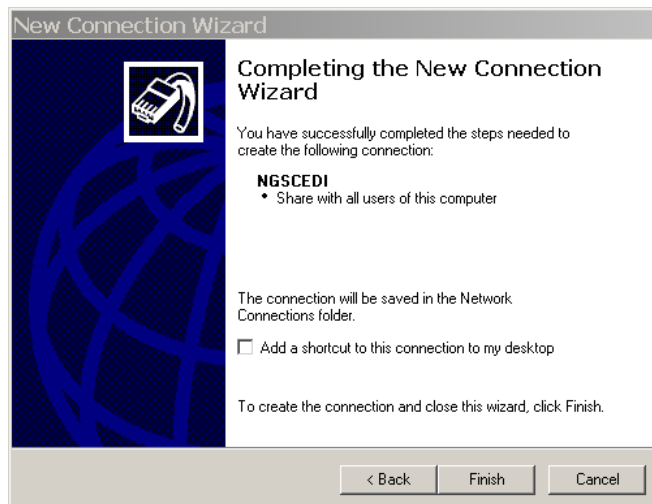 New Connection Wizard
Completing the New Connection
Wizard
You have successfully completed the steps needed to
create the following connection:
NGSCEDI
• Share with all users of this computer
The connection will be saved in the Network
Connections folder.
Add a shortcut to this connection to my desktop
To create the connection and close this wizard, click Finish.
< Back Finish Cancel